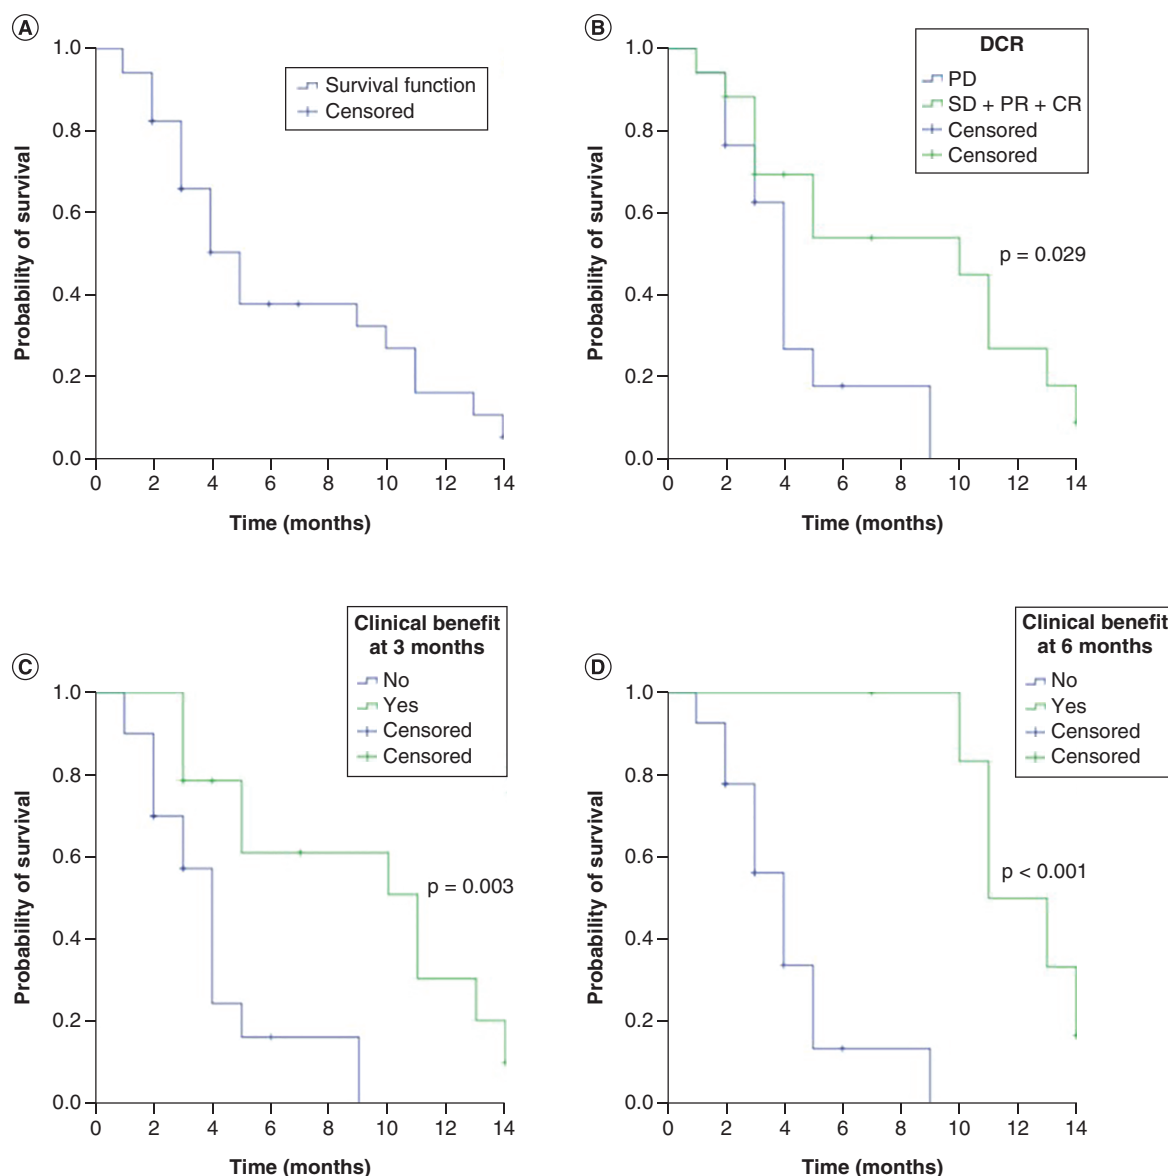 A
1.0
0.8
0.6
0.4
0.2
0.0
Probability of survival
Survival function
Censored
0 2 4 6 8 10 12 14
Time (months)
B
1.0
0.8
0.6
0.4
0.2
0.0
Probability of survival
DCR
PD
SD + PR + CR
Censored
Censored
p = 0.029
0 2 4 6 8 10 12 14
Time (months)
C
1.0
0.8
0.6
0.4
0.2
0.0
Probability of survival
Clinical benefit
at 3 months
No
Yes
Censored
Censored
p = 0.003
0 2 4 6 8 10 12 14
Time (months)
D
1.0
0.8
0.6
0.4
0.2
0.0
Probability of survival
Clinical benefit
at 6 months
No
Yes
Censored
Censored
p < 0.001
0 2 4 6 8 10 12 14
Time (months)